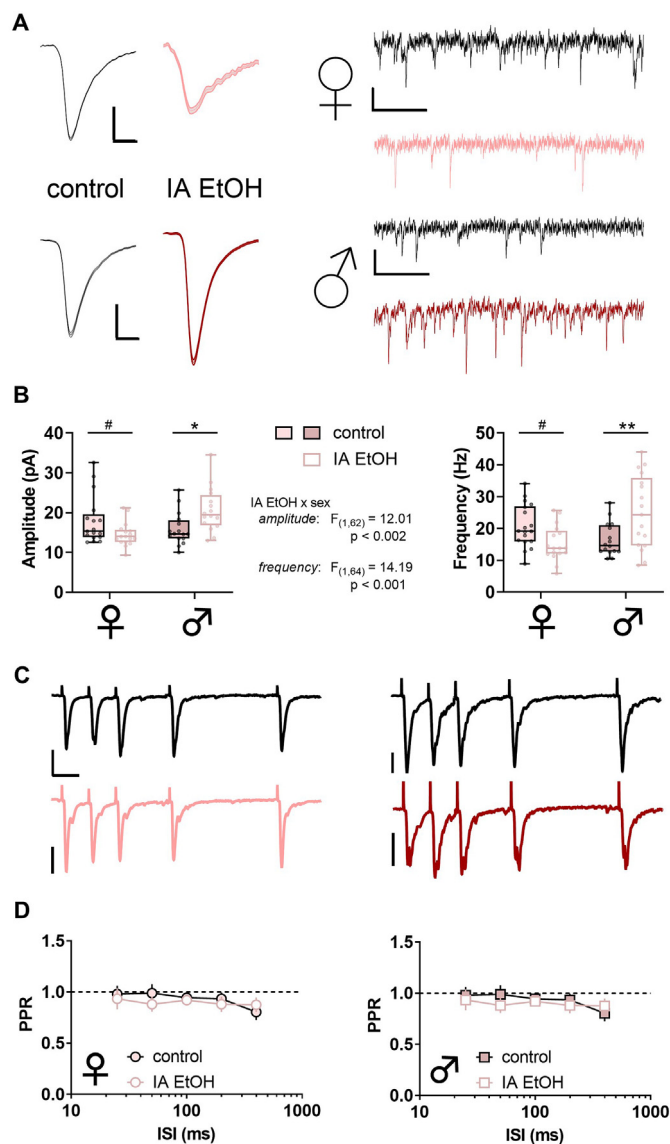 A
control IA EtOH
B
# *
Amplitude (pA)
40
30
20
10
0
♀ ♂
control
IA EtOH
IA EtOH x sex
amplitude: F(1,62) = 12.01
p < 0.002
frequency: F(1,64) = 14.19
p < 0.001
# **
Frequency (Hz)
50
40
30
20
10
0
♀ ♂
C
D
PPR
1.5
1.0
0.5
0.0
♀
control
IA EtOH
10 100 1000
ISI (ms)
PPR
1.5
1.0
0.5
0.0
♂
control
IA EtOH
10 100 1000
ISI (ms)